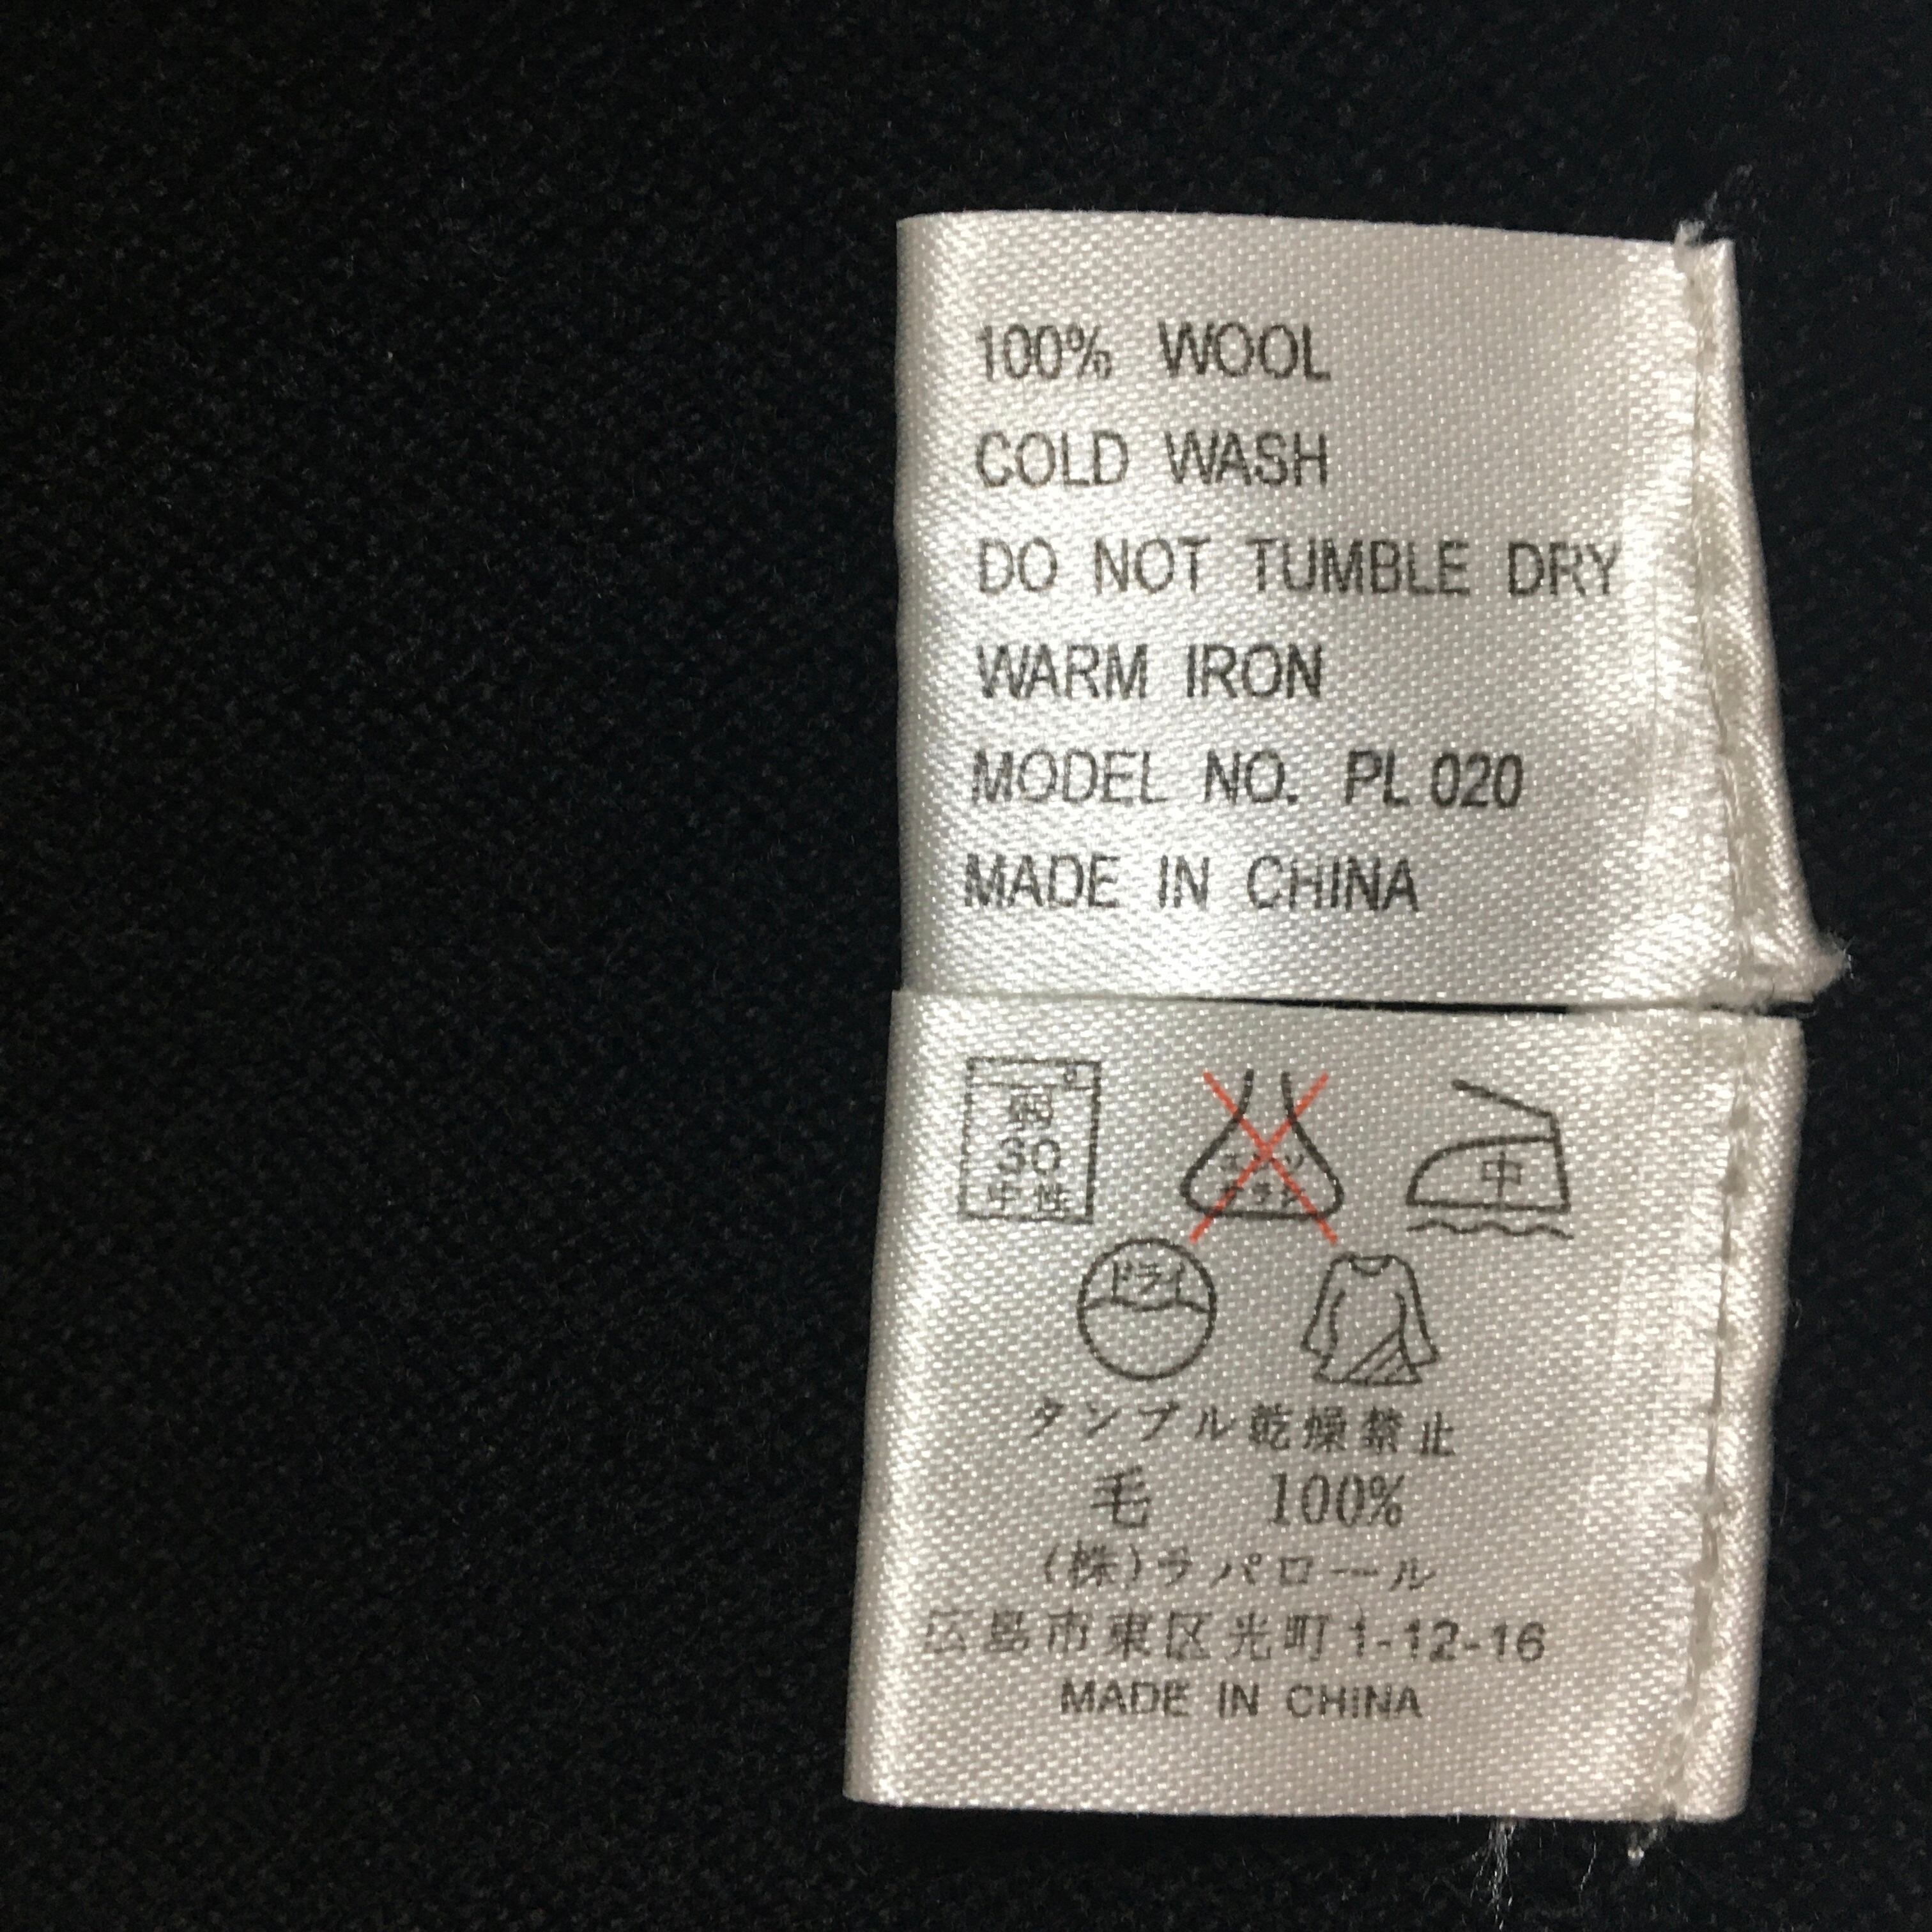 100% WOOL
COLD WASH
DO NOT TUMBLE DRY
WARM IRON
MODEL NO. PL 020
MADE IN CHINA
弱
30
中性
中
ドライ
タンブル乾燥禁止
毛 100%
(株)ラパロール
広島市東区光町1-12-16
MADE IN CHINA